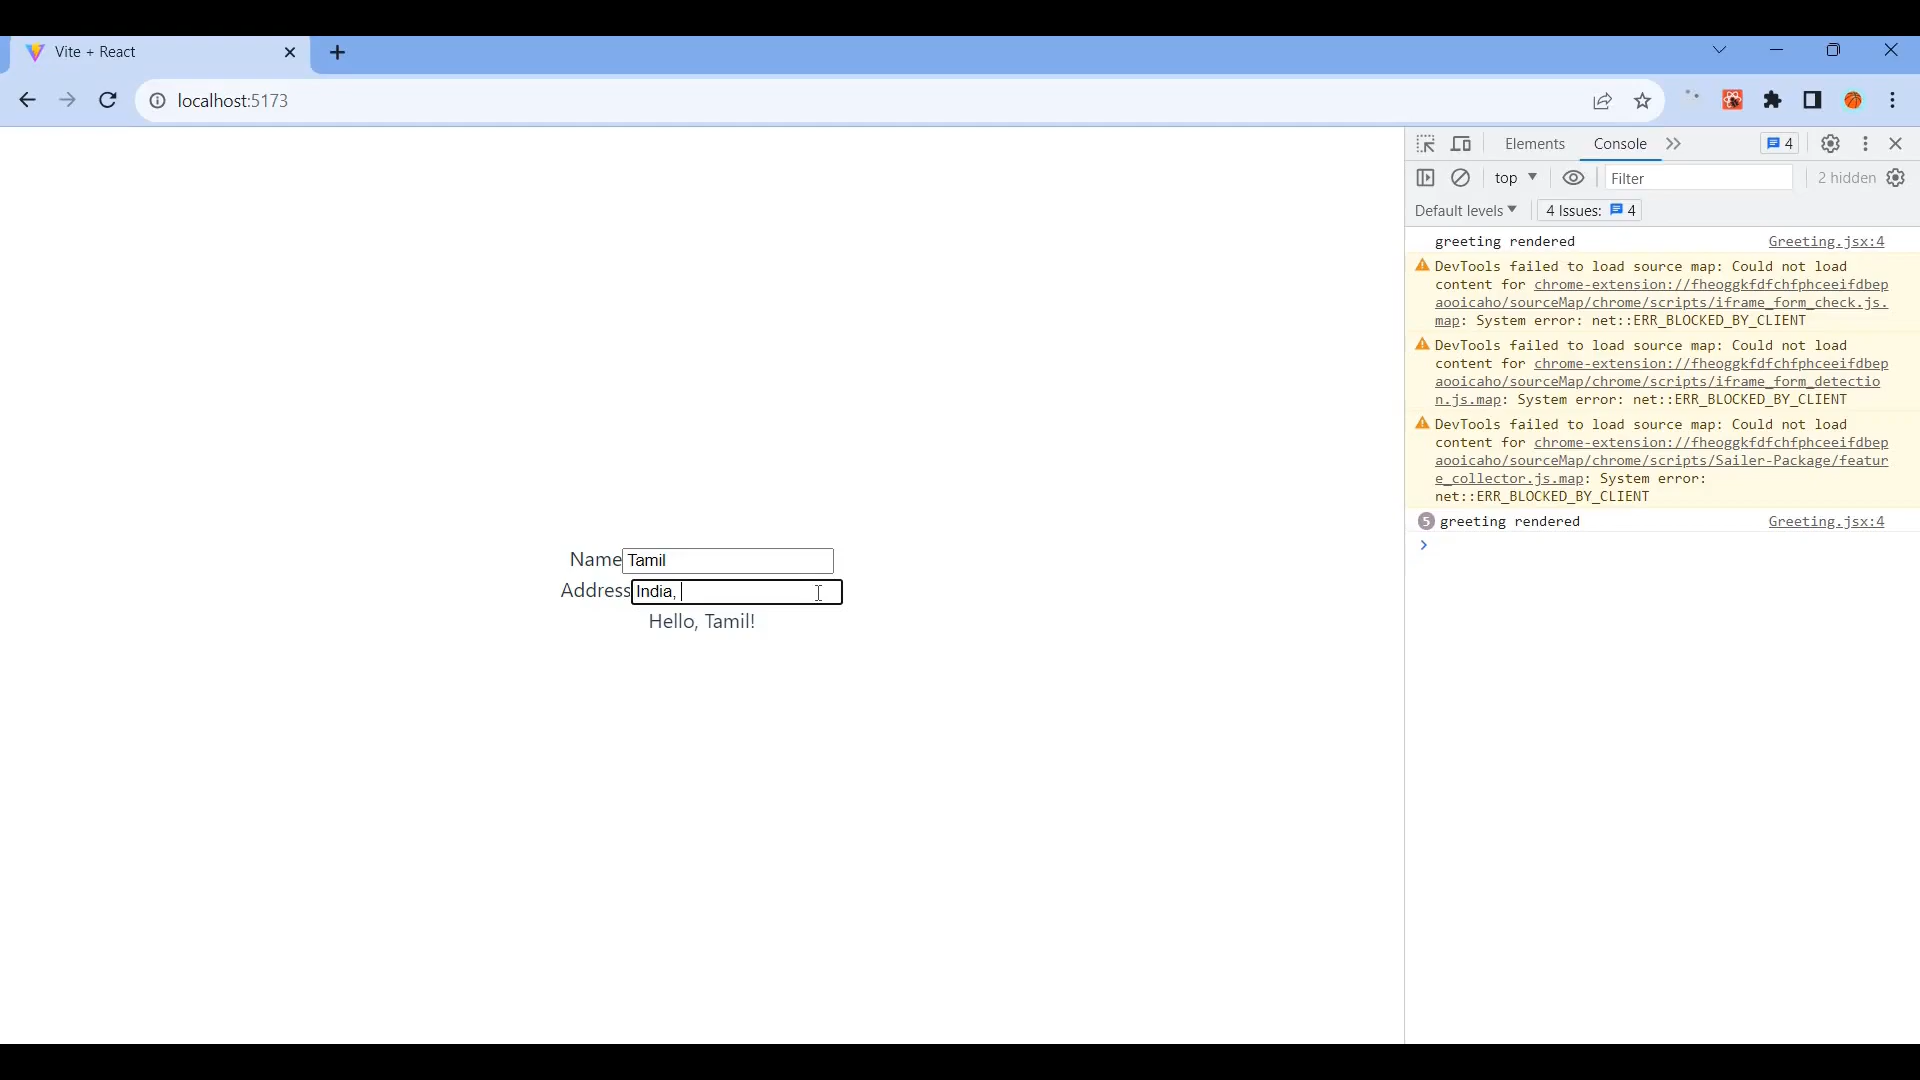 Vite + React
localhost:5173
Elements Console 4
top Filter 2 hidden
Default levels 4 Issues: 4
greeting rendered Greeting.jsx:4
DevTools failed to load source map: Could not load
content for chrome-extension://fheoggkfdfchfphceeifdbep
aooicaho/sourceMap/chrome/scripts/iframe_form_check.js.
map: System error: net::ERR_BLOCKED_BY_CLIENT
DevTools failed to load source map: Could not load
content for chrome-extension://fheoggkfdfchfphceeifdbep
aooicaho/sourceMap/chrome/scripts/iframe_form_detectio
n.js.map: System error: net::ERR_BLOCKED_BY_CLIENT
DevTools failed to load source map: Could not load
content for chrome-extension://fheoggkfdfchfphceeifdbep
aooicaho/sourceMap/chrome/scripts/Sailer-Package/featur
e_collector.js.map: System error:
net::ERR_BLOCKED_BY_CLIENT
5 greeting rendered Greeting.jsx:4
Name Tamil
Address India,
Hello, Tamil!